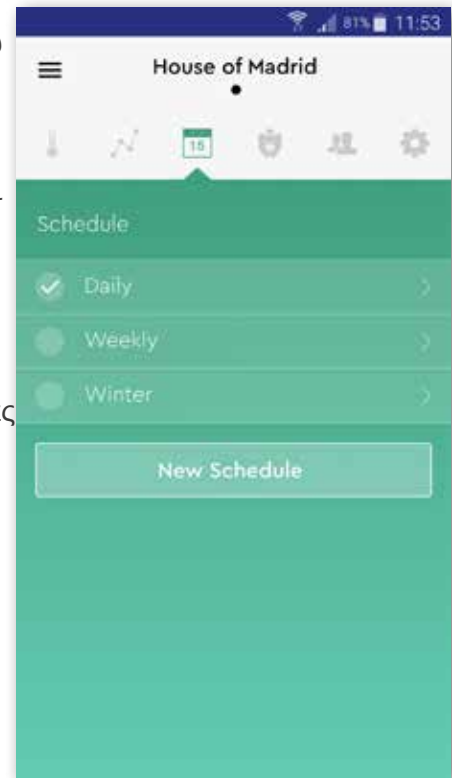 81% 11:53
House of Madrid
15
Schedule
Daily
Weekly
Winter
New Schedule